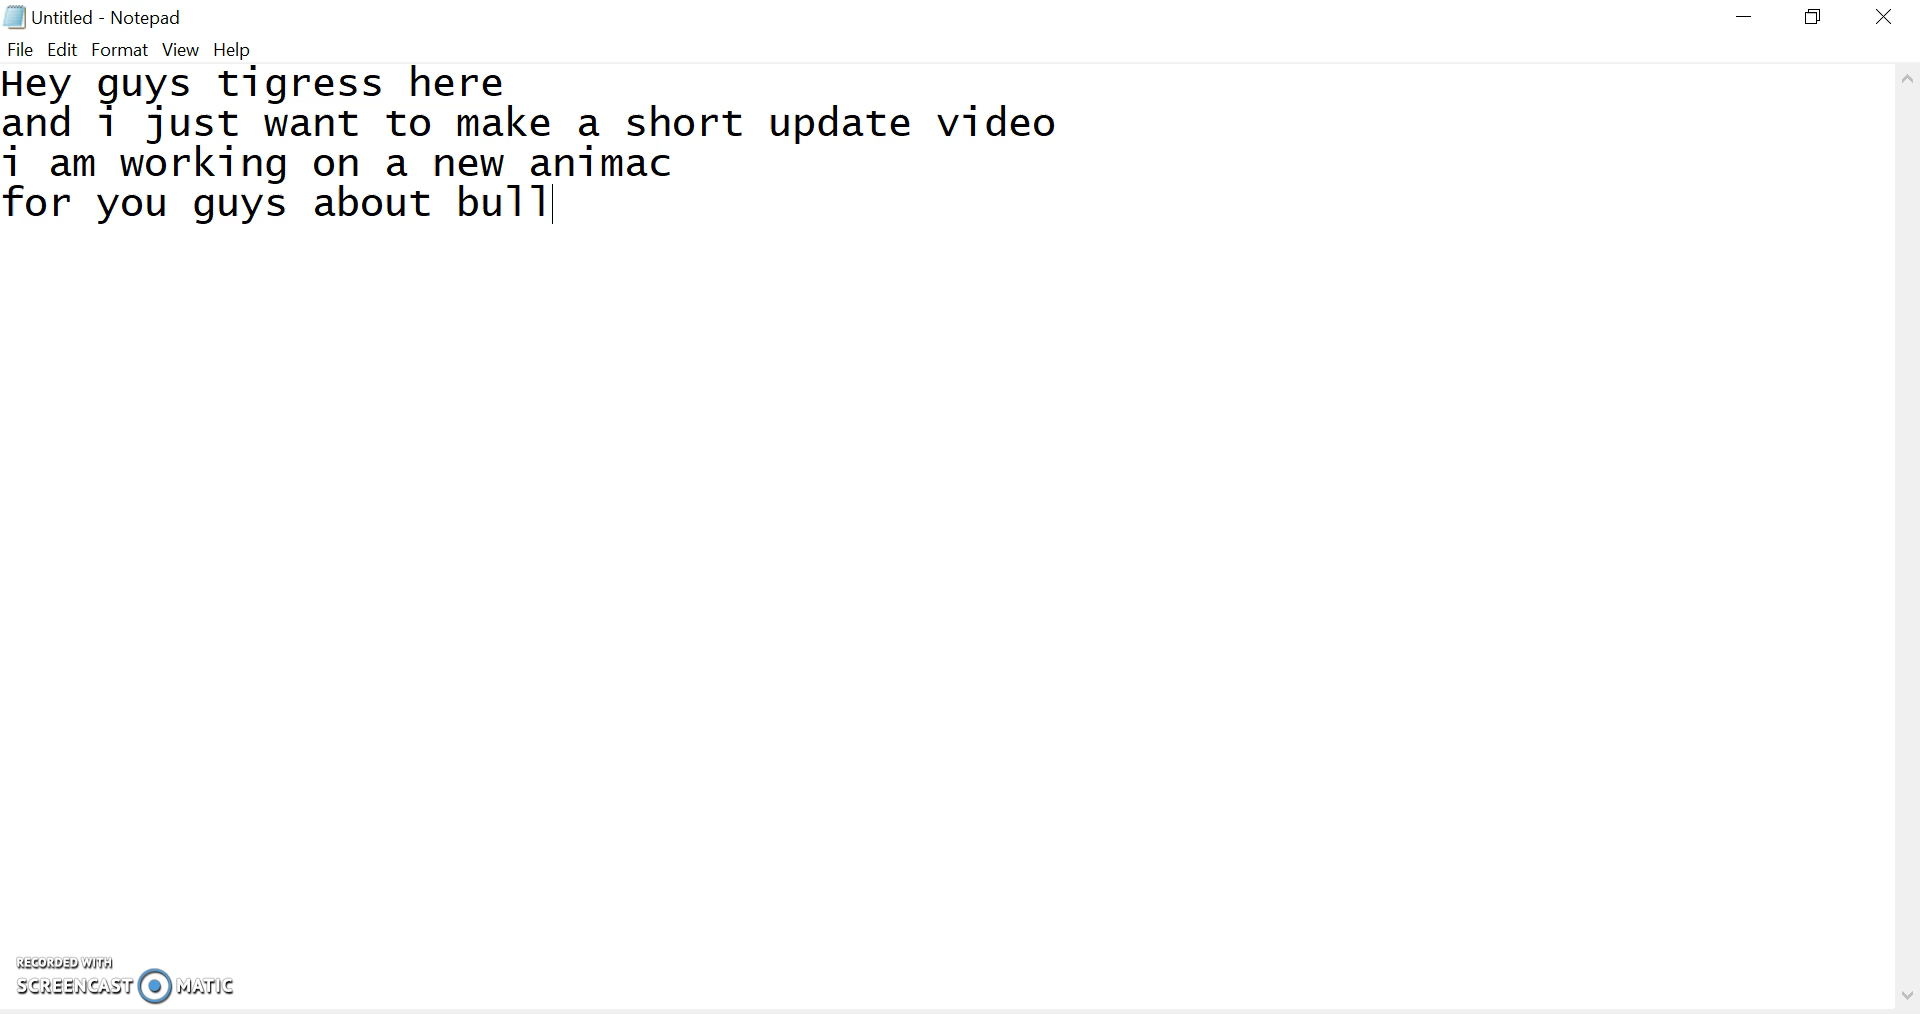 Untitled - Notepad
File Edit Format View Help
Hey guys tigress here
and i just want to make a short update video
i am working on a new animac
for you guys about bull
RECORDED WITH
SCREENCAST MATIC